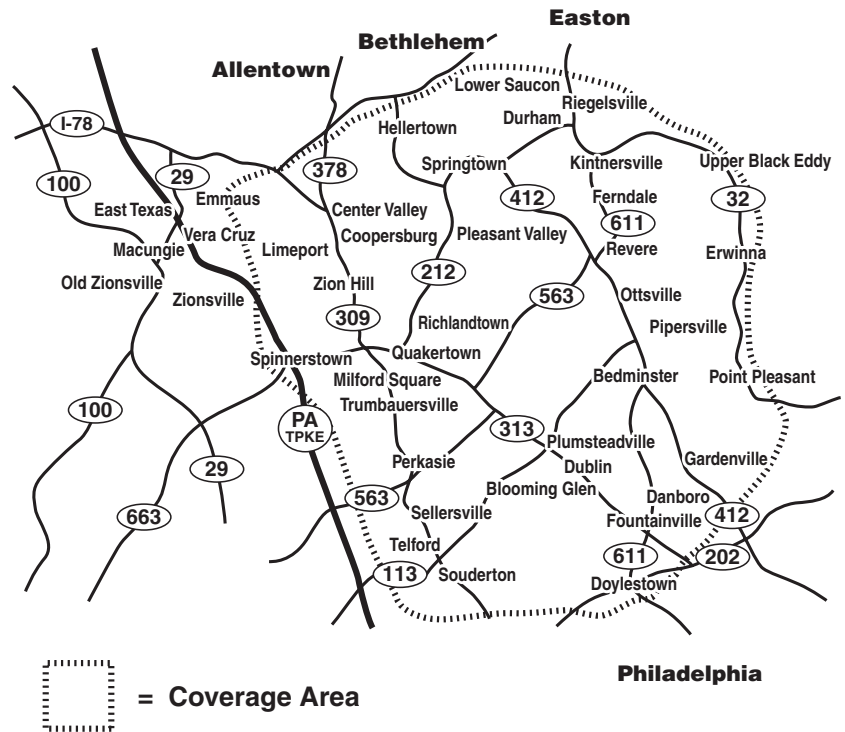 Easton
Bethlehem
Allentown
Lower Saucon
Riegelsville
Durham
I-78
Hellertown
Springtown
Kintnersville
Upper Black Eddy
378
100
29
Emmaus
412
Ferndale
32
East Texas
Center Valley
611
Vera Cruz
Coopersburg
Pleasant Valley
Macungie
Limeport
Revere
Erwinna
212
Old Zionsville
Zion Hill
Zionsville
563
Ottsville
309
Richlandtown
Pipersville
Spinnerstown
Quakertown
Milford Square
Bedminster
Point Pleasant
Trumbauersville
100
PA
TPKE
313
Plumsteadville
Perkasie
Dublin
Gardenville
29
Blooming Glen
563
Danboro
663
Sellersville
Fountainville
412
Telford
611
202
113
Souderton
Doylestown
Philadelphia
= Coverage Area